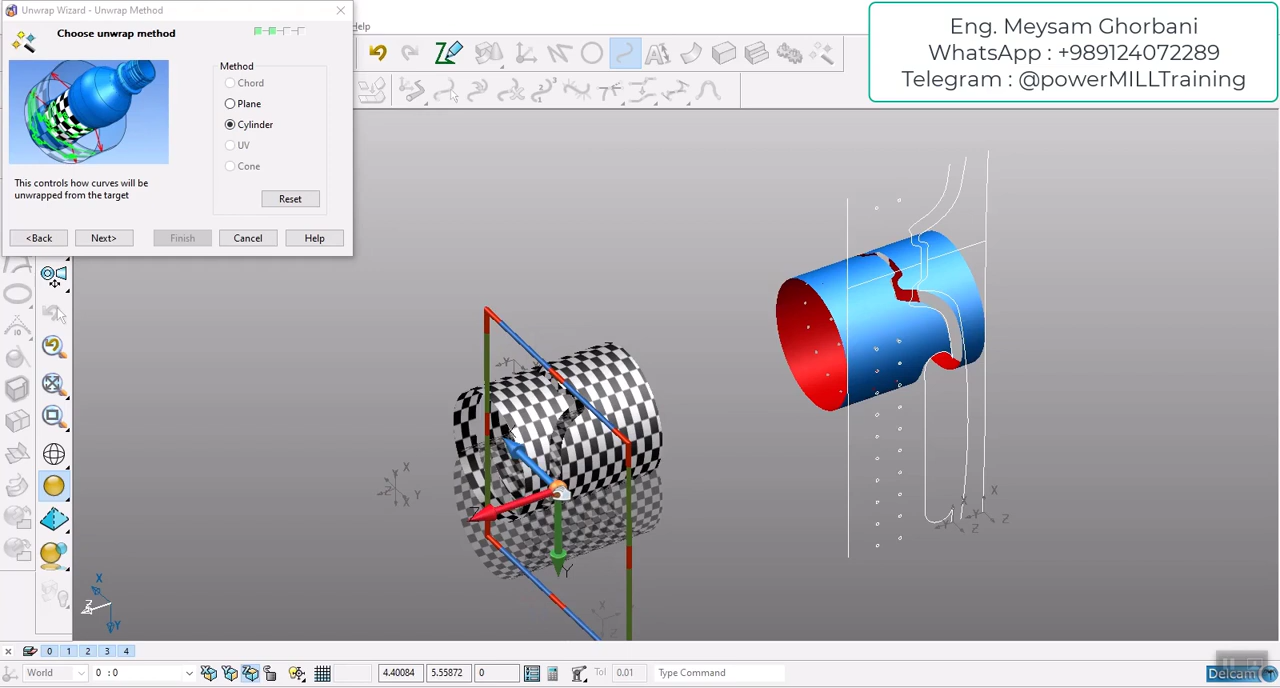 Unwrap Wizard - Unwrap Method
Choose unwrap method
Method
Chord
Plane
Cylinder
UV
Cone
Reset
This controls how curves will be
unwrapped from the target
<Back
Next>
Finish
Cancel
Help
Help
Eng. Meysam Ghorbani
WhatsApp : +989124072289
Telegram : @powerMILLTraining
X
Y
X
Y
Z
Y
X
Z
X
Z
X
Y
Z
0
1
2
3
4
World
0 : 0
4.40084
5.55872
0
Tol
0.01
Type Command
Delcam